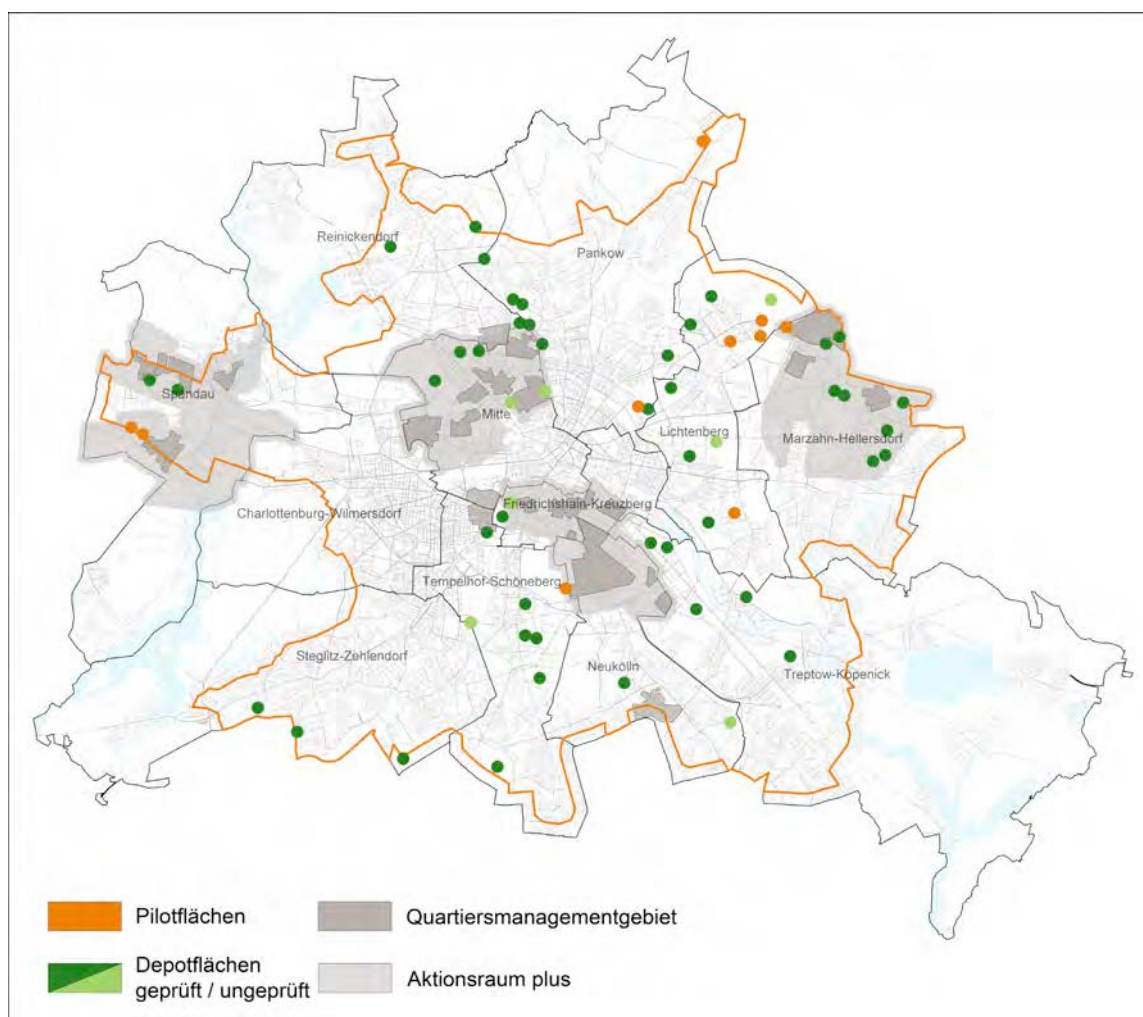 Reinickendorf
Pankow
Spandau
Mitte
Lichtenberg
Marzahn-Hellersdorf
Friedrichshain-Kreuzberg
Charlottenburg-Wilmersdorf
Tempelhof-Schöneberg
Steglitz-Zehlendorf
Neukölln
Treptow-Köpenick
Pilotflächen
Quartiersmanagementgebiet
Depotflächen
geprüft / ungeprüft
Aktionsraum plus